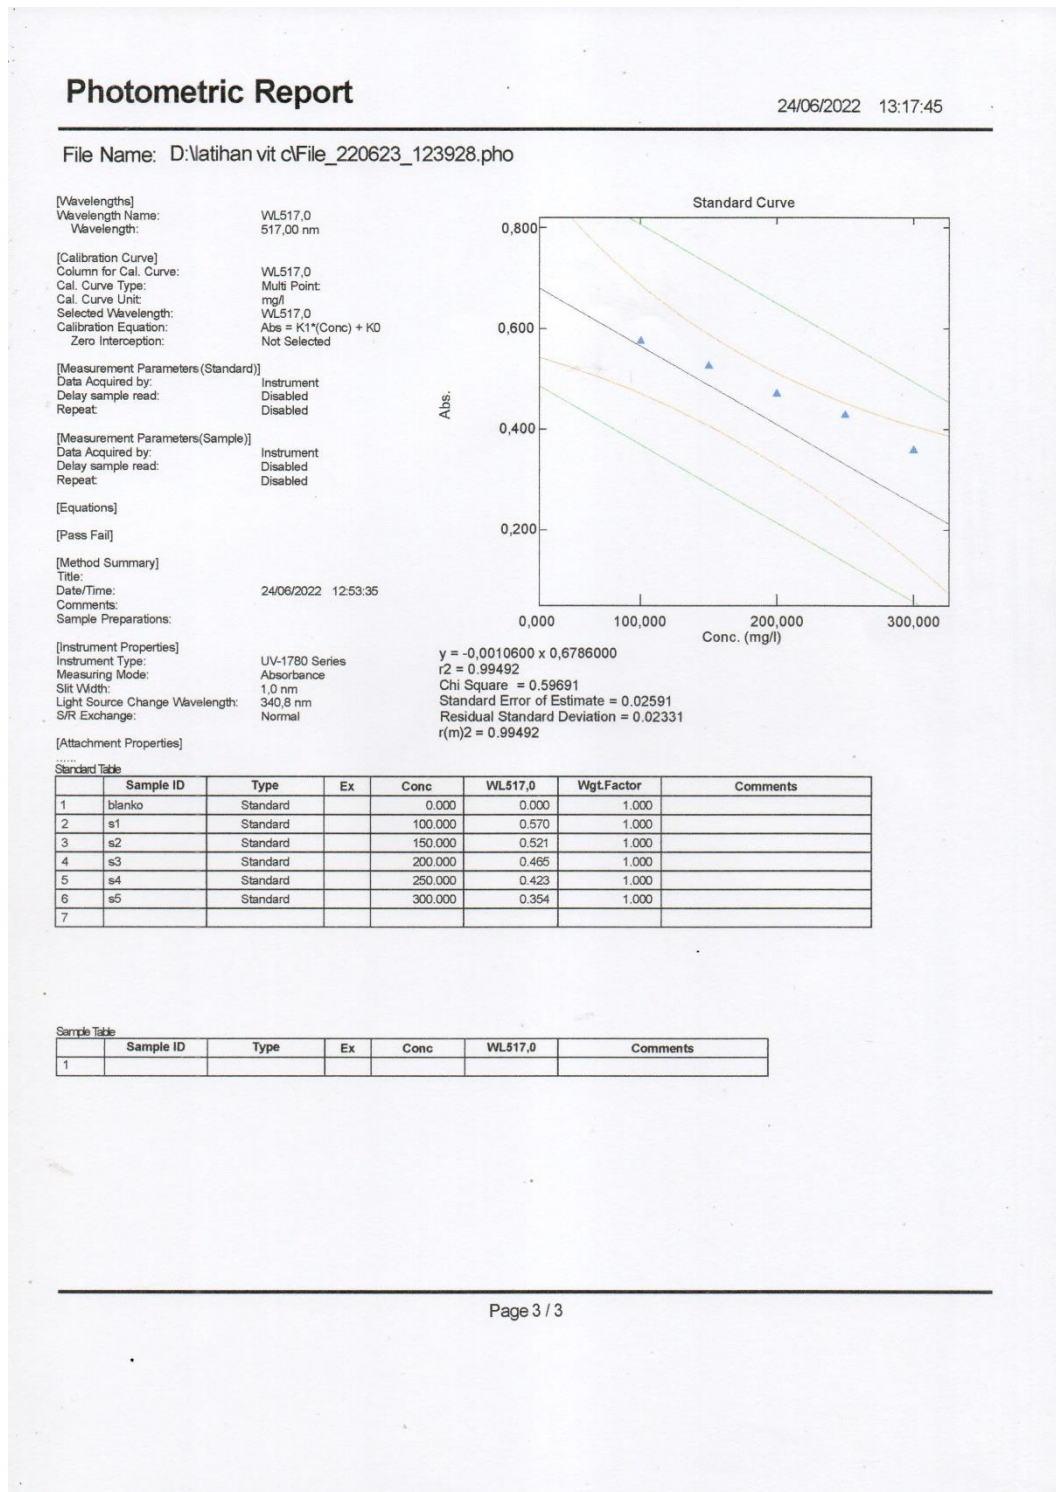 Photometric Report
24/06/2022 13:17:45
File Name: D:\latihan vit c\File_220623_123928.pho
[Wavelengths]
Wavelength Name: WL517,0
Wavelength: 517,00 nm
[Calibration Curve]
Column for Cal. Curve: WL517,0
Cal. Curve Type: Multi Point
Cal. Curve Unit: mg/l
Selected Wavelength: WL517,0
Calibration Equation: Abs = K1*(Conc) + K0
Zero Interception: Not Selected
[Measurement Parameters(Standard)]
Data Acquired by: Instrument
Delay sample read: Disabled
Repeat: Disabled
[Measurement Parameters(Sample)]
Data Acquired by: Instrument
Delay sample read: Disabled
Repeat: Disabled
[Equations]
[Pass Fail]
[Method Summary]
Title:
Date/Time: 24/06/2022 12:53:35
Comments:
Sample Preparations:
[Instrument Properties]
Instrument Type: UV-1780 Series
Measuring Mode: Absorbance
Slit Width: 1,0 nm
Light Source Change Wavelength: 340,8 nm
S/R Exchange: Normal
[Attachment Properties]
......
Standard Curve
0,800
0,600
0,400
0,200
Abs.
0,000 100,000 200,000 300,000
Conc. (mg/l)
y = -0,0010600 x 0,6786000
r2 = 0.99492
Chi Square = 0.59691
Standard Error of Estimate = 0.02591
Residual Standard Deviation = 0.02331
r(m)2 = 0.99492
Standard Table
Sample ID Type Ex Conc WL517,0 Wgt.Factor Comments
1 blanko Standard 0.000 0.000 1.000
2 s1 Standard 100.000 0.570 1.000
3 s2 Standard 150.000 0.521 1.000
4 s3 Standard 200.000 0.465 1.000
5 s4 Standard 250.000 0.423 1.000
6 s5 Standard 300.000 0.354 1.000
7
Sample Table
Sample ID Type Ex Conc WL517,0 Comments
1
Page 3 / 3